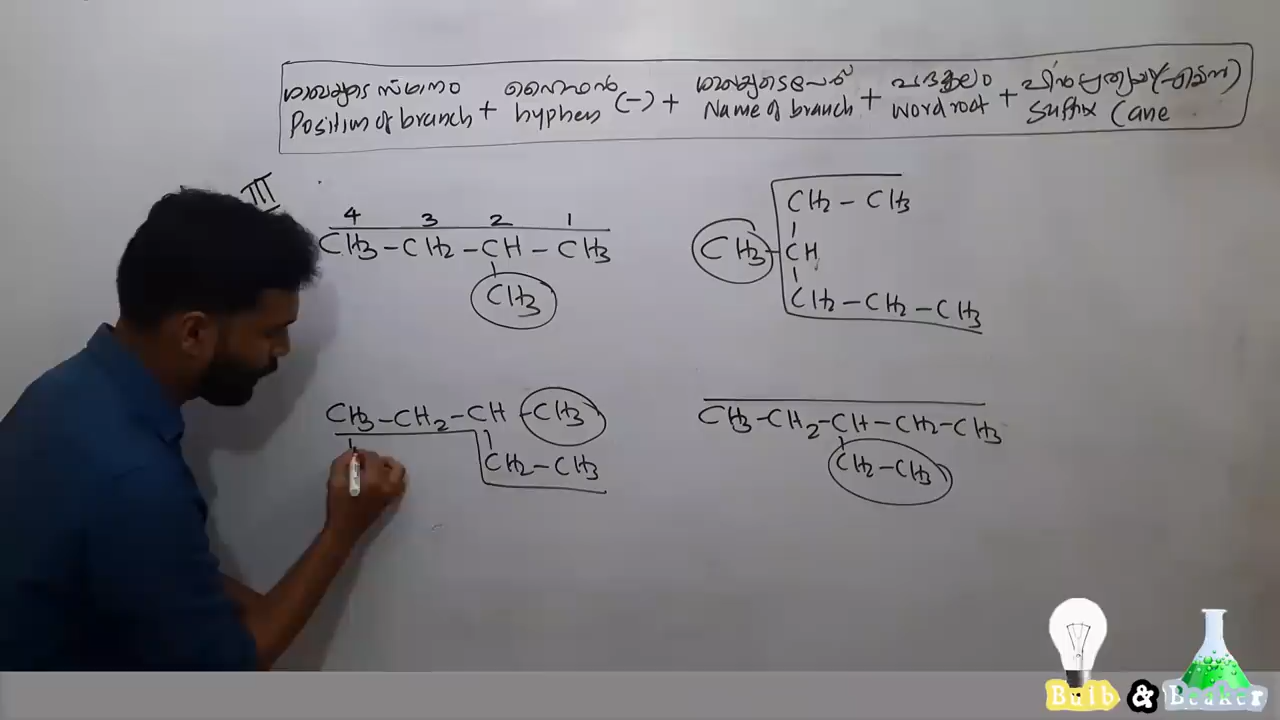 ശാഖയുടെ സ്ഥാനം + ഹൈഫൻ (-) + ശാഖയുടെ പേര് + പദമൂലം + പിൻപ്രത്യയം (-എയ്ൻ)
Position of branch + hyphen (-) + Name of branch + word root + Suffix (ane
III
4 3 2 1
CH3-CH2-CH-CH3
CH3
CH2-CH3
CH3-CH
CH2-CH2-CH3
CH3-CH2-CH-CH3
1
CH2-CH3
CH3-CH2-CH-CH2-CH3
CH2-CH3
Bulb & Beaker